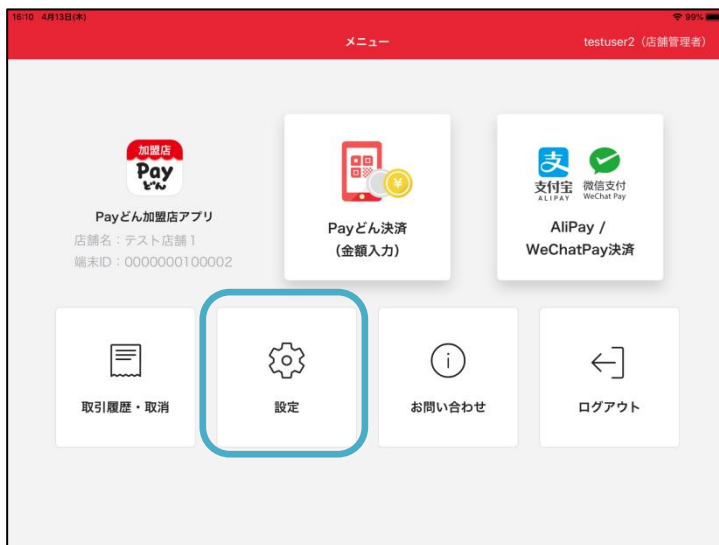 16:10 4月13日(木)
99%
メニュー
testuser2（店舗管理者）
加盟店
Pay
どん
Payどん加盟店アプリ
店舗名：テスト店舗1
端末ID：0000000100002
Payどん決済
(金額入力)
支
支付宝
ALIPAY
微信支付
WeChat Pay
AliPay /
WeChatPay決済
取引履歴・取消
設定
お問い合わせ
ログアウト